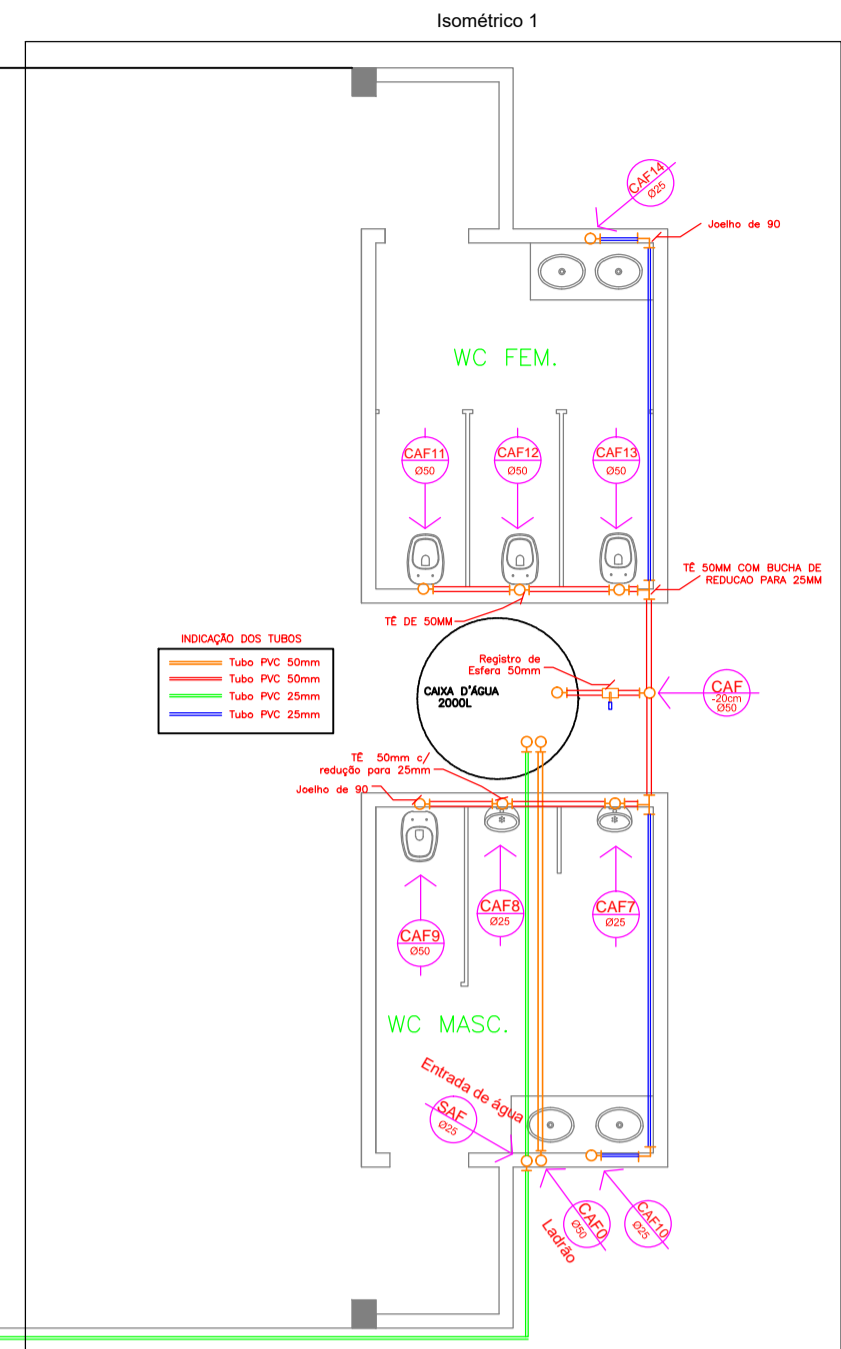 Isométrico 1
CAF14
Ø25
Joelho de 90
WC FEM.
CAF11
Ø50
CAF12
Ø50
CAF13
Ø50
TÊ 50MM COM BUCHA DE
REDUCAO PARA 25MM
TÊ DE 50MM
INDICAÇÃO DOS TUBOS
Tubo PVC 50mm
Tubo PVC 50mm
Tubo PVC 25mm
Tubo PVC 25mm
Registro de
Esfera 50mm
CAIXA D'ÁGUA
2000L
CAF
-20cm
Ø50
TÊ 50mm c/
redução para 25mm
Joelho de 90
CAF9
Ø50
CAF8
Ø25
CAF7
Ø25
WC MASC.
Entrada de água
SAF
Ø25
CAF0
Ø50
Ladrão
CAF10
Ø25